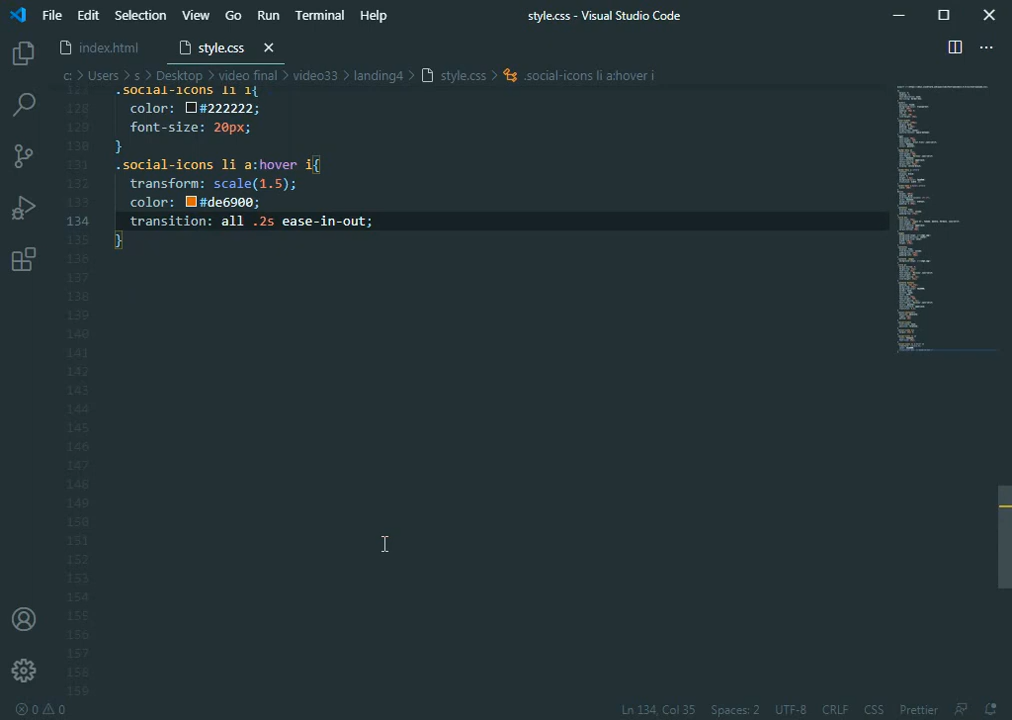 File Edit Selection View Go Run Terminal Help style.css - Visual Studio Code
index.html style.css
c: > Users > s > Desktop > video final > video33 > landing4 > style.css > .social-icons li a:hover i
.social-icons li i{
128 color: #222222;
129 font-size: 20px;
130 }
131 .social-icons li a:hover i{
132 transform: scale(1.5);
133 color: #de6900;
134 transition: all .2s ease-in-out;
135 }
136
137
138
139
140
141
142
143
144
145
146
147
148
149
150
151
152
153
154
155
156
157
158
159
0 0 Ln 134, Col 35 Spaces: 2 UTF-8 CRLF CSS Prettier